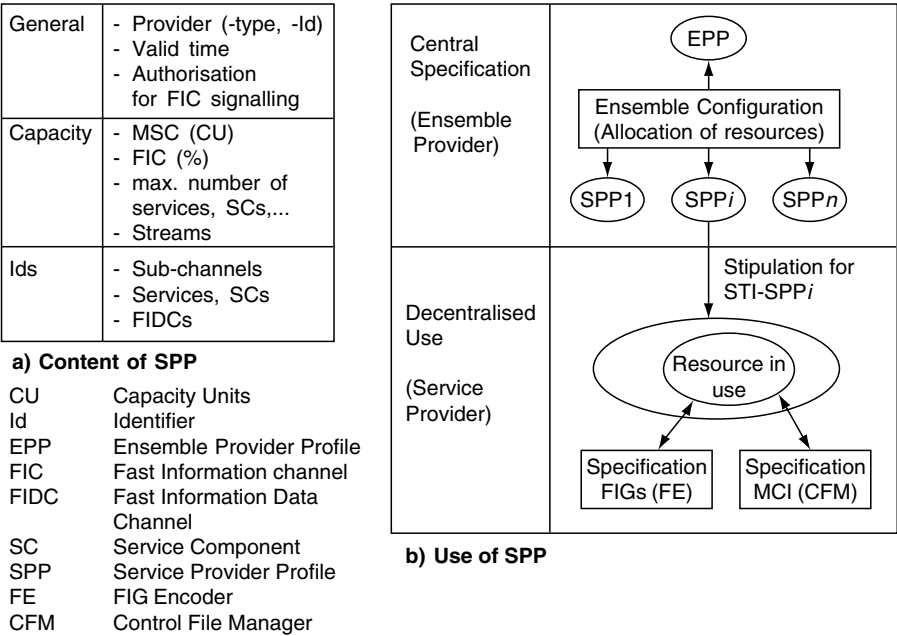 General
- Provider (-type, -Id)
- Valid time
- Authorisation
for FIC signalling
Capacity
- MSC (CU)
- FIC (%)
- max. number of
services, SCs,...
- Streams
Ids
- Sub-channels
- Services, SCs
- FIDCs
a) Content of SPP
CU Capacity Units
Id Identifier
EPP Ensemble Provider Profile
FIC Fast Information channel
FIDC Fast Information Data
Channel
SC Service Component
SPP Service Provider Profile
FE FIG Encoder
CFM Control File Manager
Central
Specification
(Ensemble
Provider)
EPP
Ensemble Configuration
(Allocation of resources)
SPP1
SPPi
SPPn
Stipulation for
STI-SPPi
Decentralised
Use
(Service
Provider)
Resource in
use
Specification
FIGs (FE)
Specification
MCI (CFM)
b) Use of SPP